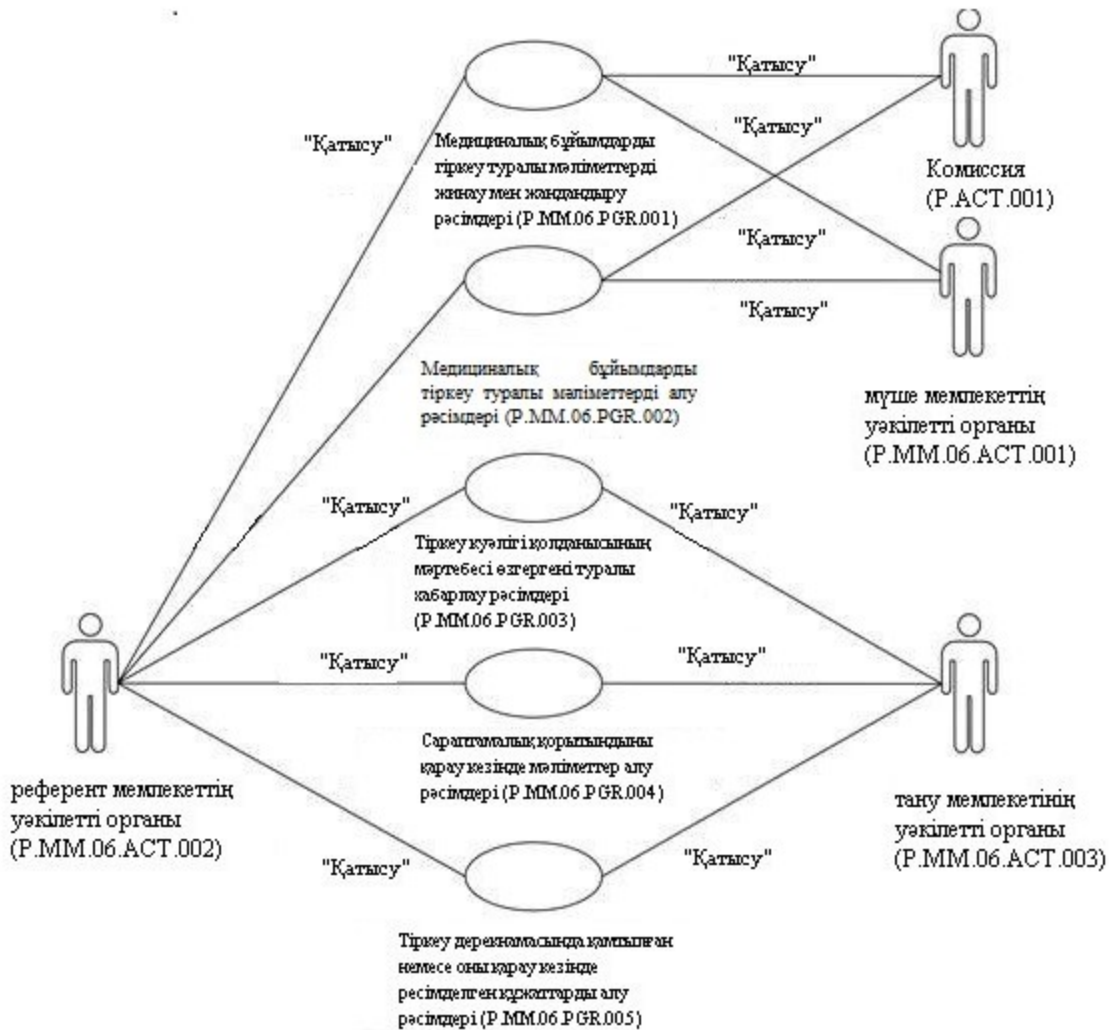 "Қатысу"
"Қатысу"
Медициналық бұйымдарды
тіркеу туралы мәліметтерді
жинау мен жаңдандыру
рәсімдері (P.MM.06.PGR.001)
"Қатысу"
Комиссия
(P.ACT.001)
"Қатысу"
"Қатысу"
Медициналық бұйымдарды
тіркеу туралы мәліметтерді алу
рәсімдері (P.MM.06.PGR.002)
мүше мемлекеттің
уәкілетті органы
(P.MM.06.ACT.001)
"Қатысу"
"Қатысу"
Тіркеу куәлігі қолданысының
мәртебесі өзгергені туралы
хабарлау рәсімдері
(P.MM.06.PGR.003)
"Қатысу"
"Қатысу"
Сараптамалық қорытындыны
қарау кезінде мәліметтер алу
рәсімдері (P.MM.06.PGR.004)
референт мемлекеттің
уәкілетті органы
(P.MM.06.ACT.002)
тану мемлекетінің
уәкілетті органы
(P.MM.06.ACT.003)
"Қатысу"
"Қатысу"
Тіркеу дерекнамасында қамтылған
немесе оны қарау кезінде
ресімделген құжаттарды алу
рәсімдері (P.MM.06.PGR.005)